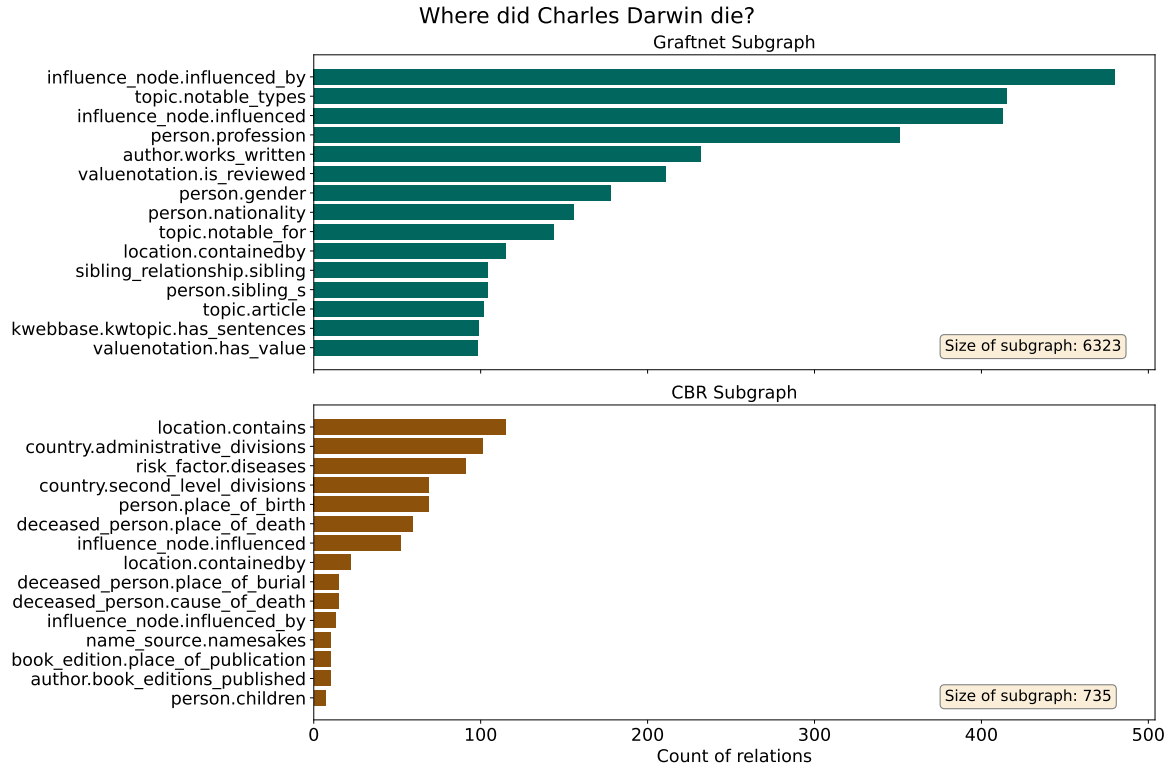 Where did Charles Darwin die?
Graftnet Subgraph
influence_node.influenced_by
topic.notable_types
influence_node.influenced
person.profession
author.works_written
valuenotation.is_reviewed
person.gender
person.nationality
topic.notable_for
location.containedby
sibling_relationship.sibling
person.sibling_s
topic.article
kwebbase.kwtopic.has_sentences
valuenotation.has_value
Size of subgraph: 6323
CBR Subgraph
location.contains
country.administrative_divisions
risk_factor.diseases
country.second_level_divisions
person.place_of_birth
deceased_person.place_of_death
influence_node.influenced
location.containedby
deceased_person.place_of_burial
deceased_person.cause_of_death
influence_node.influenced_by
name_source.namesakes
book_edition.place_of_publication
author.book_editions_published
person.children
Size of subgraph: 735
0 100 200 300 400 500
Count of relations